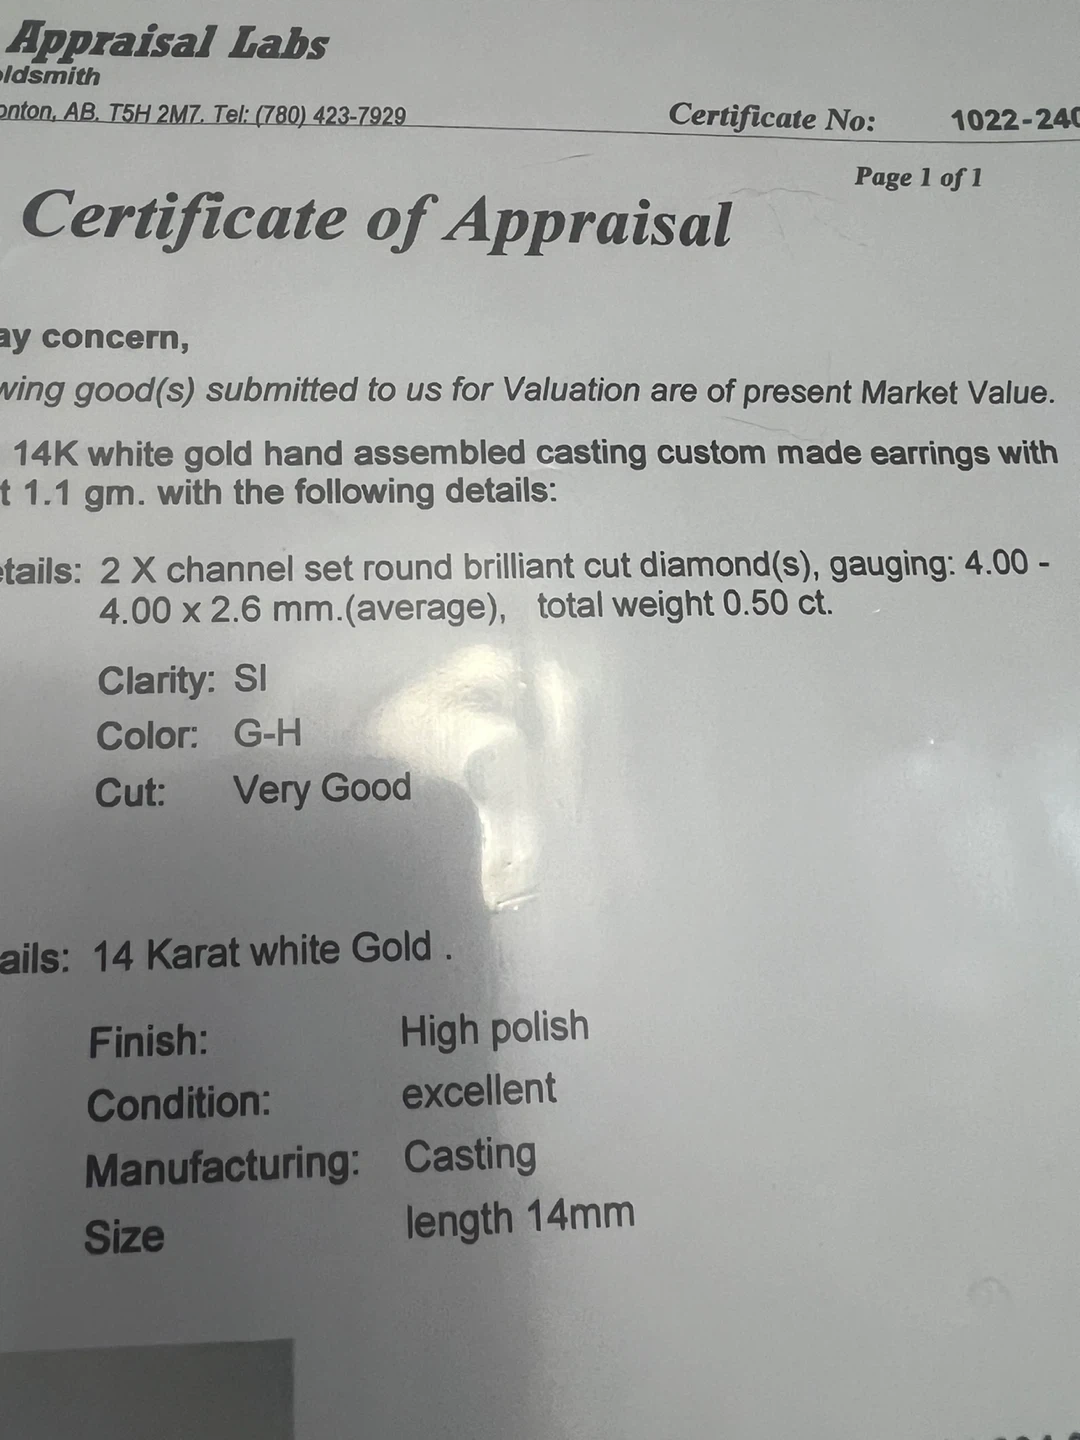 Appraisal Labs
oldsmith
onton, AB. T5H 2M7. Tel: (780) 423-7929
Certificate No: 1022-240
Page 1 of 1
Certificate of Appraisal
ay concern,
wing good(s) submitted to us for Valuation are of present Market Value.
14K white gold hand assembled casting custom made earrings with
t 1.1 gm. with the following details:
etails: 2 X channel set round brilliant cut diamond(s), gauging: 4.00 -
4.00 x 2.6 mm.(average), total weight 0.50 ct.
Clarity: SI
Color: G-H
Cut: Very Good
ails: 14 Karat white Gold .
Finish: High polish
Condition: excellent
Manufacturing: Casting
Size length 14mm